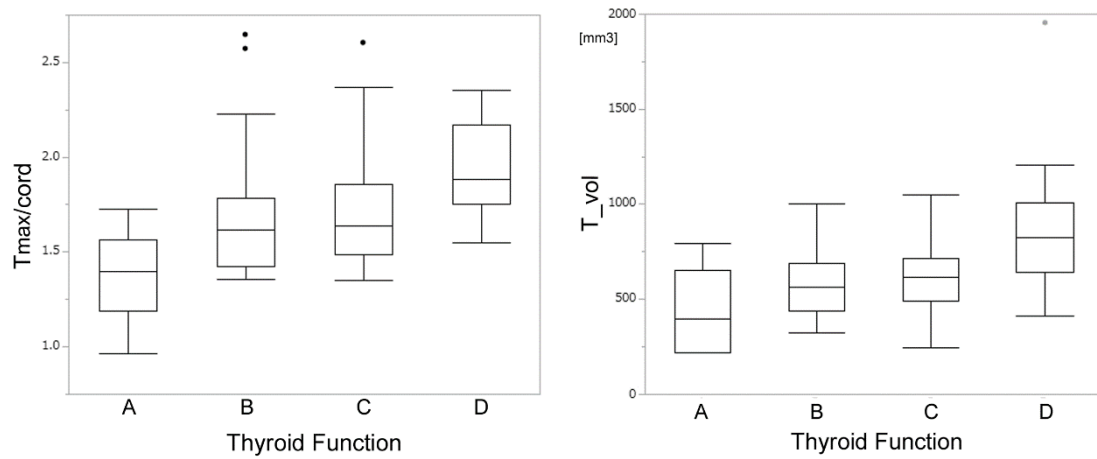 2.5
2.0
1.5
1.0
Tmax/cord
A B C D
Thyroid Function
2000
[mm3]
1500
1000
500
0
T_vol
A B C D
Thyroid Function